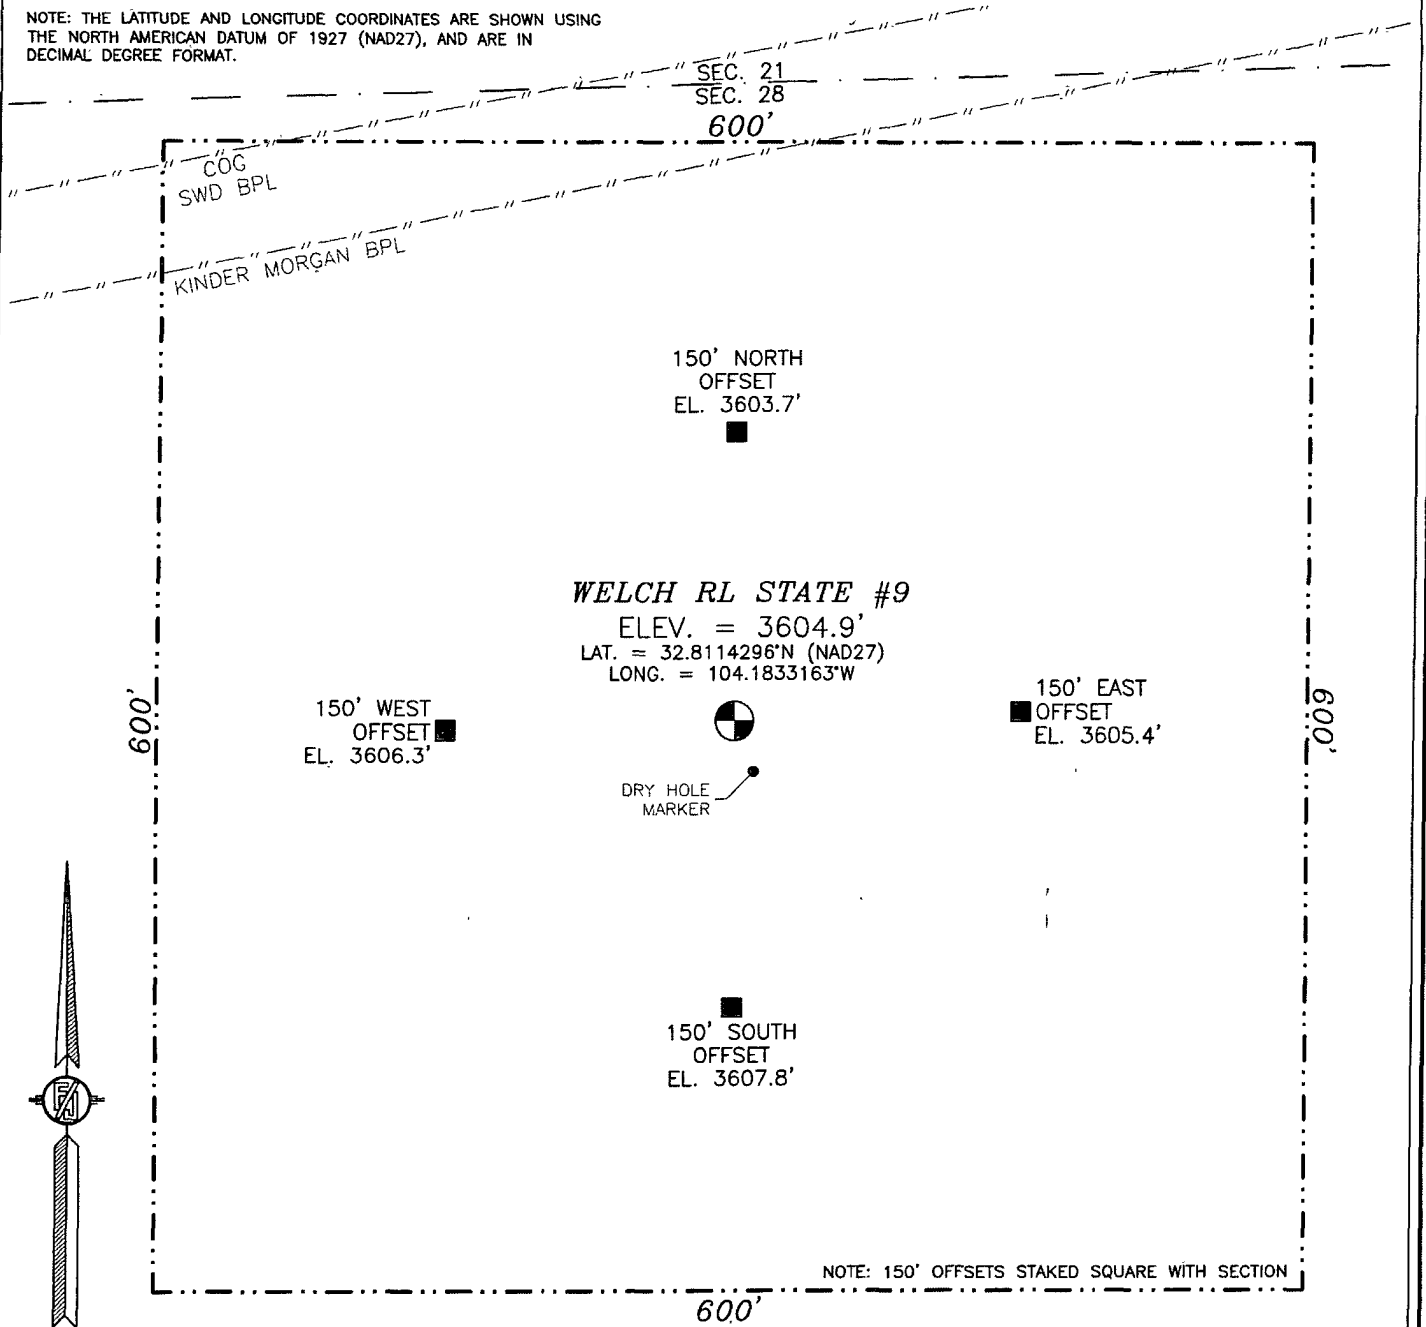 NOTE: THE LATITUDE AND LONGITUDE COORDINATES ARE SHOWN USING
THE NORTH AMERICAN DATUM OF 1927 (NAD27), AND ARE IN
DECIMAL DEGREE FORMAT.
SEC. 21
SEC. 28
600'
COG
SWD BPL
KINDER MORGAN BPL
150' NORTH
OFFSET
EL. 3603.7'
WELCH RL STATE #9
ELEV. = 3604.9'
LAT. = 32.8114296°N (NAD27)
LONG. = 104.1833163°W
600'
150' WEST
OFFSET
EL. 3606.3'
150' EAST
OFFSET
EL. 3605.4'
600'
DRY HOLE
MARKER
150' SOUTH
OFFSET
EL. 3607.8'
NOTE: 150' OFFSETS STAKED SQUARE WITH SECTION
600'